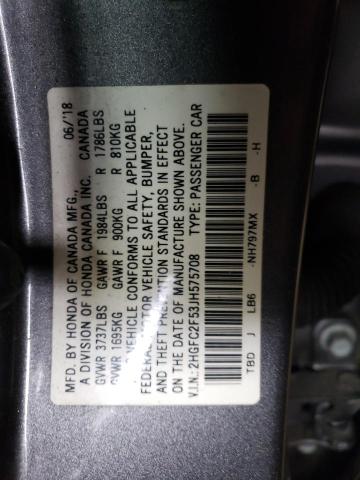 MFD. BY HONDA OF CANADA MFG., 06/'18
A DIVISION OF HONDA CANADA INC. CANADA
GVWR 3737LBS GAWR F 1984LBS R 1786LBS
GVWR 1695KG GAWR F 900KG R 810KG
VEHICLE CONFORMS TO ALL APPLICABLE
FEDERAL MOTOR VEHICLE SAFETY, BUMPER,
AND THEFT PREVENTION STANDARDS IN EFFECT
ON THE DATE OF MANUFACTURE SHOWN ABOVE.
V.I.N.: 2HGFC2F53JH575708 TYPE: PASSENGER CAR
-NH797MX -B -H
TBD J LB6